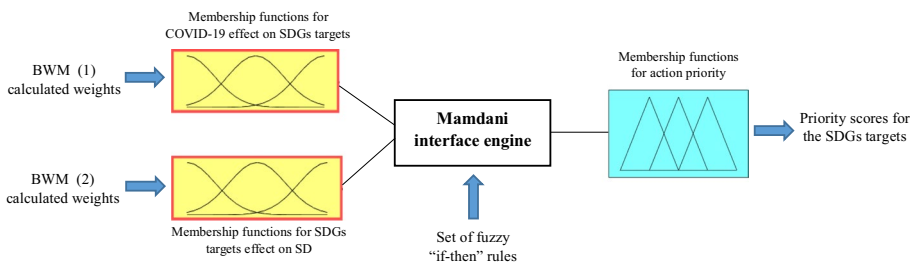 Membership functions for
COVID-19 effect on SDGs targets
BWM (1)
calculated weights
BWM (2)
calculated weights
Membership functions for SDGs
targets effect on SD
Mamdani
interface engine
Set of fuzzy
“if-then” rules
Membership functions
for action priority
Priority scores for
the SDGs targets